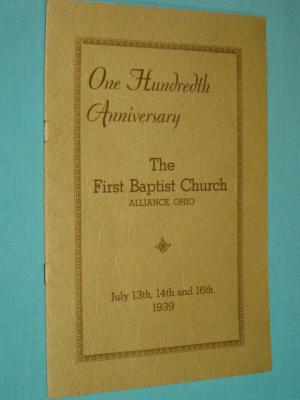 One Hundredth
Anniversary
The
First Baptist Church
ALLIANCE, OHIO
July 13th, 14th and 16th
1939